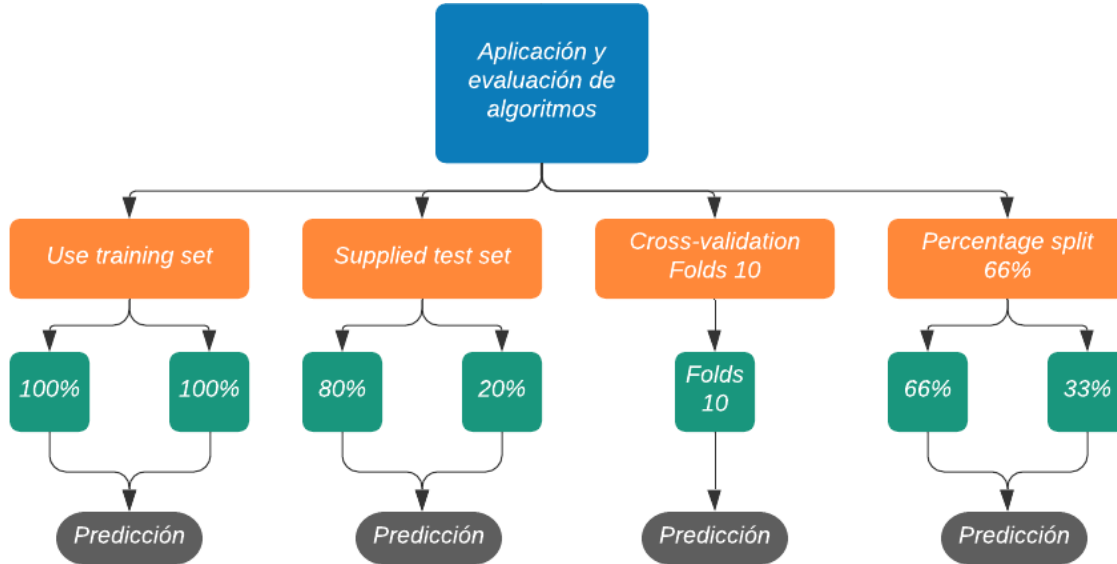 Aplicación y
evaluación de
algoritmos
Use training set
Supplied test set
Cross-validation
Folds 10
Percentage split
66%
100%
100%
80%
20%
Folds
10
66%
33%
Predicción
Predicción
Predicción
Predicción